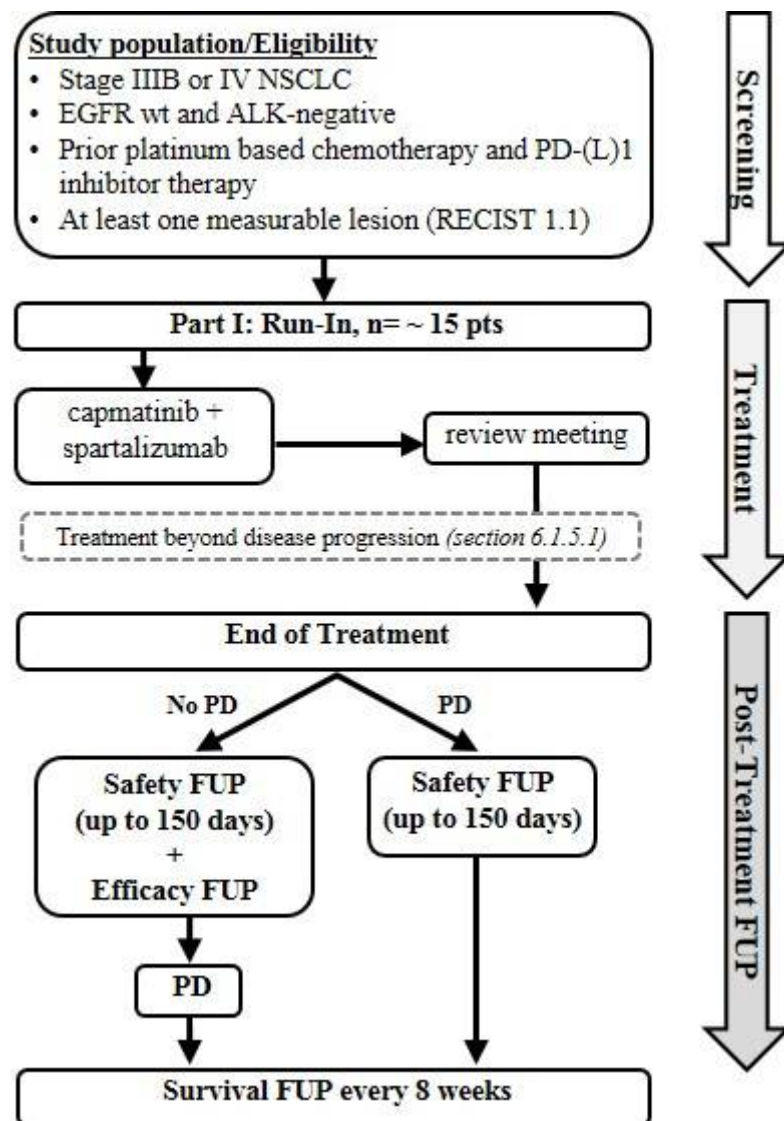 Study population/Eligibility
• Stage IIIB or IV NSCLC
• EGFR wt and ALK-negative
• Prior platinum based chemotherapy and PD-(L)1
inhibitor therapy
• At least one measurable lesion (RECIST 1.1)
Screening
Part I: Run-In, n= ~ 15 pts
capmatinib +
spartalizumab
review meeting
Treatment
Treatment beyond disease progression (section 6.1.5.1)
End of Treatment
No PD
PD
Safety FUP
(up to 150 days)
+
Efficacy FUP
Safety FUP
(up to 150 days)
Post-Treatment FUP
PD
Survival FUP every 8 weeks